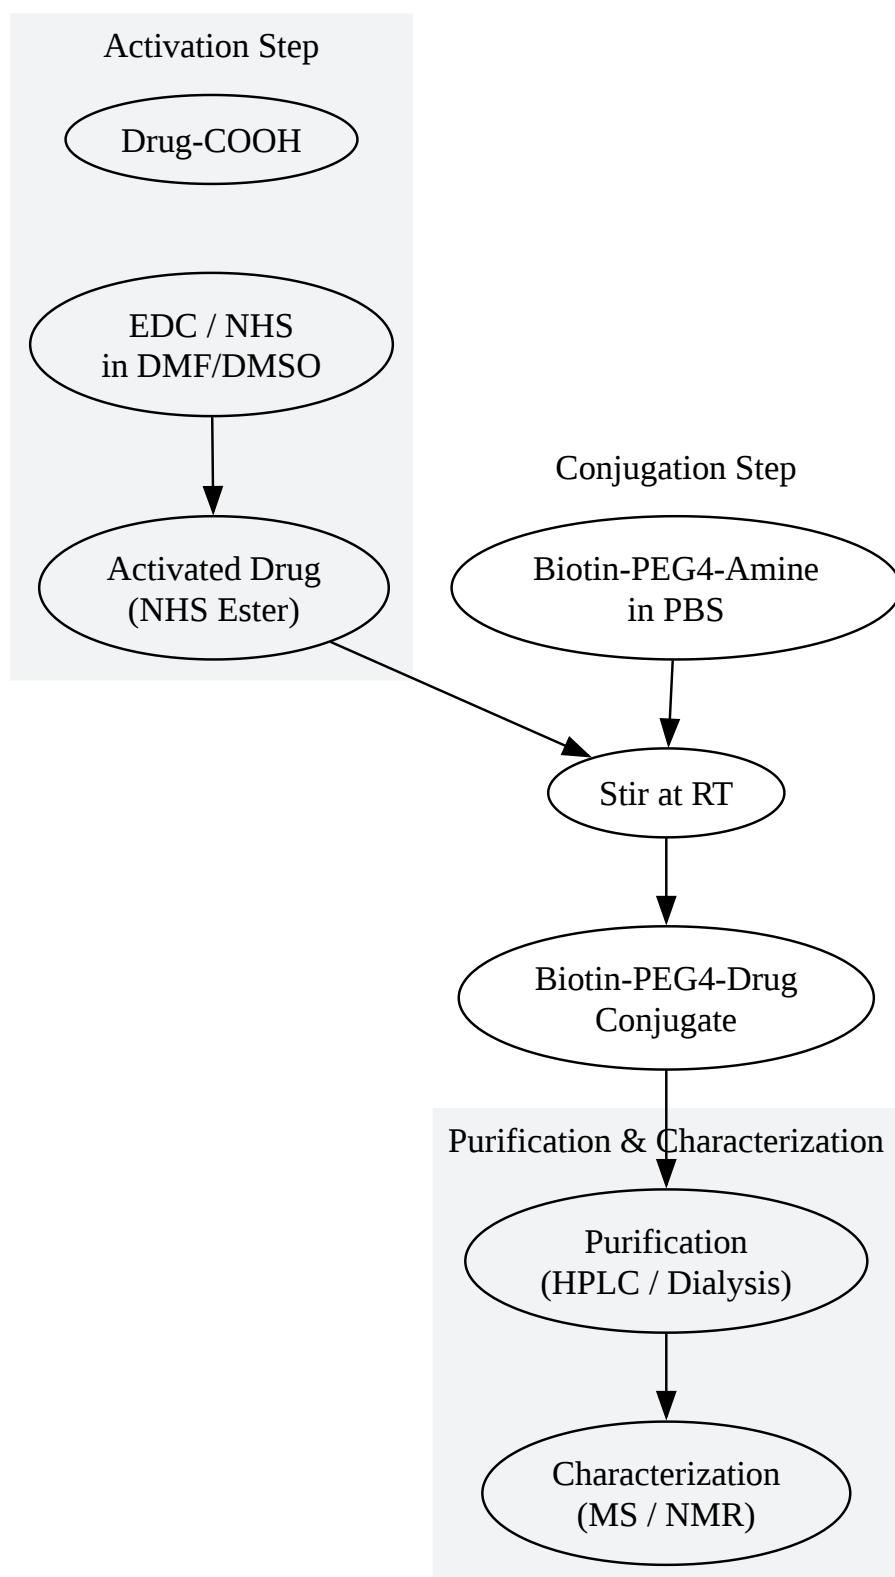 Activation Step
Drug-COOH
EDC / NHS
in DMF/DMSO
Activated Drug
(NHS Ester)
Conjugation Step
Biotin-PEG4-Amine
in PBS
Stir at RT
Biotin-PEG4-Drug
Conjugate
Purification & Characterization
Purification
(HPLC / Dialysis)
Characterization
(MS / NMR)